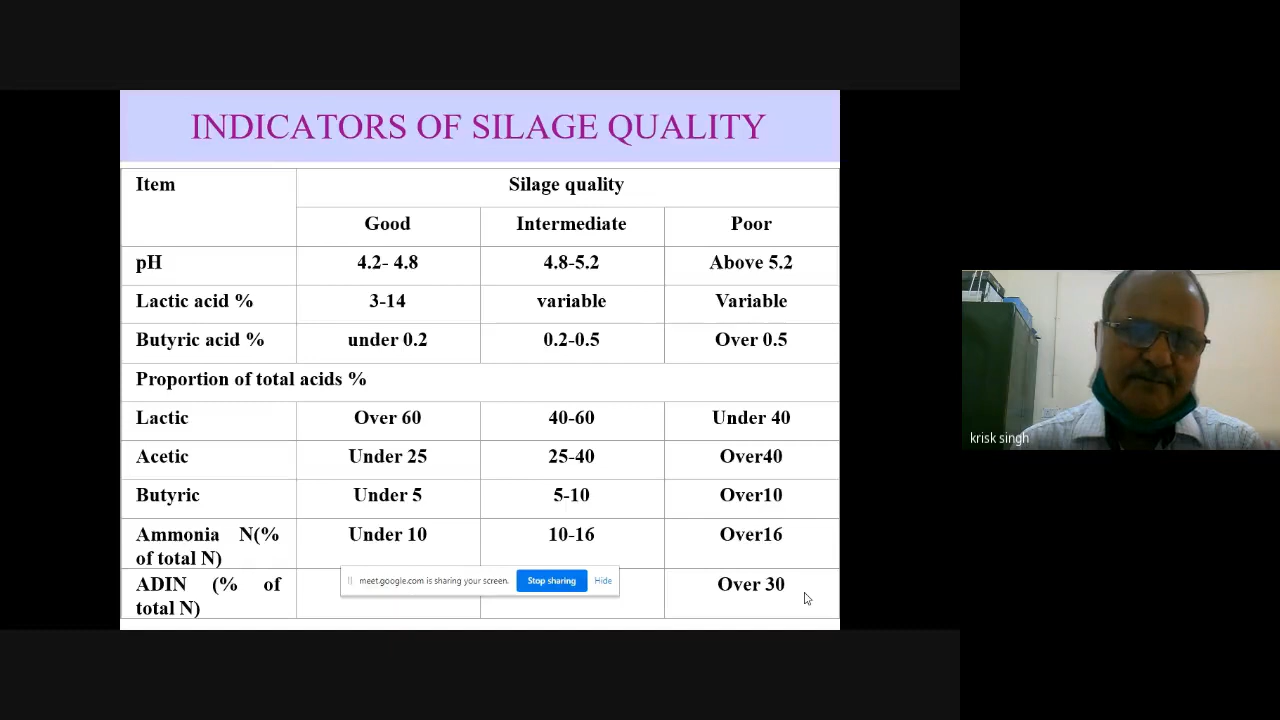 INDICATORS OF SILAGE QUALITY
Item Silage quality
Good Intermediate Poor
pH 4.2- 4.8 4.8-5.2 Above 5.2
Lactic acid % 3-14 variable Variable
Butyric acid % under 0.2 0.2-0.5 Over 0.5
Proportion of total acids %
Lactic Over 60 40-60 Under 40
Acetic Under 25 25-40 Over40
Butyric Under 5 5-10 Over10
Ammonia N(% Under 10 10-16 Over16
of total N)
ADIN (% of Over 30
total N)
meet.google.com is sharing your screen. Stop sharing Hide
krisk singh